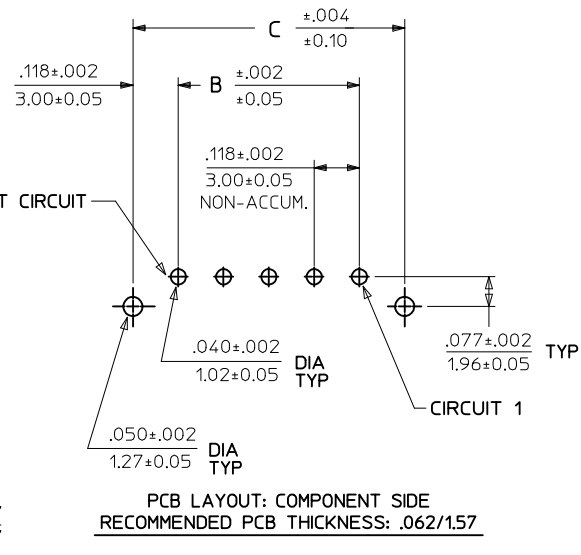 ±.004
C
±0.10
.118±.002
3.00±0.05
B
±.002
±0.05
.118±.002
3.00±0.05
NON-ACCUM.
T CIRCUIT
.040±.002
1.02±0.05
DIA
TYP
.077±.002
1.96±0.05
TYP
CIRCUIT 1
.050±.002
1.27±0.05
DIA
TYP
PCB LAYOUT: COMPONENT SIDE
RECOMMENDED PCB THICKNESS: .062/1.57